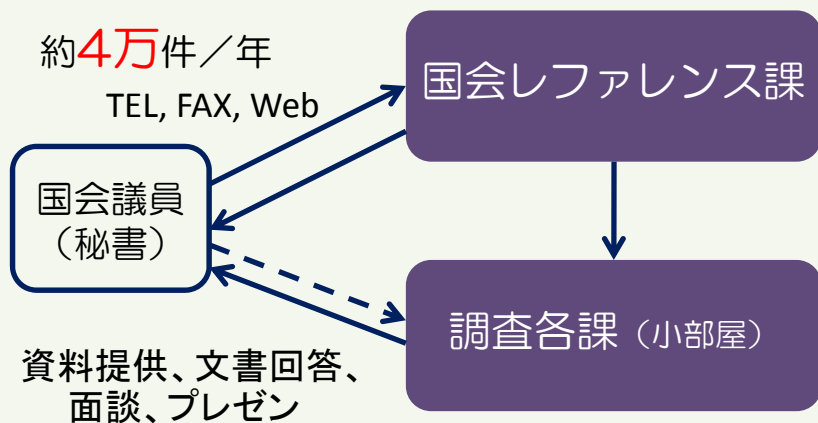 約4万件／年
TEL, FAX, Web
国会レファレンス課
国会議員
（秘書）
調査各課（小部屋）
資料提供、文書回答、
面談、プレゼン